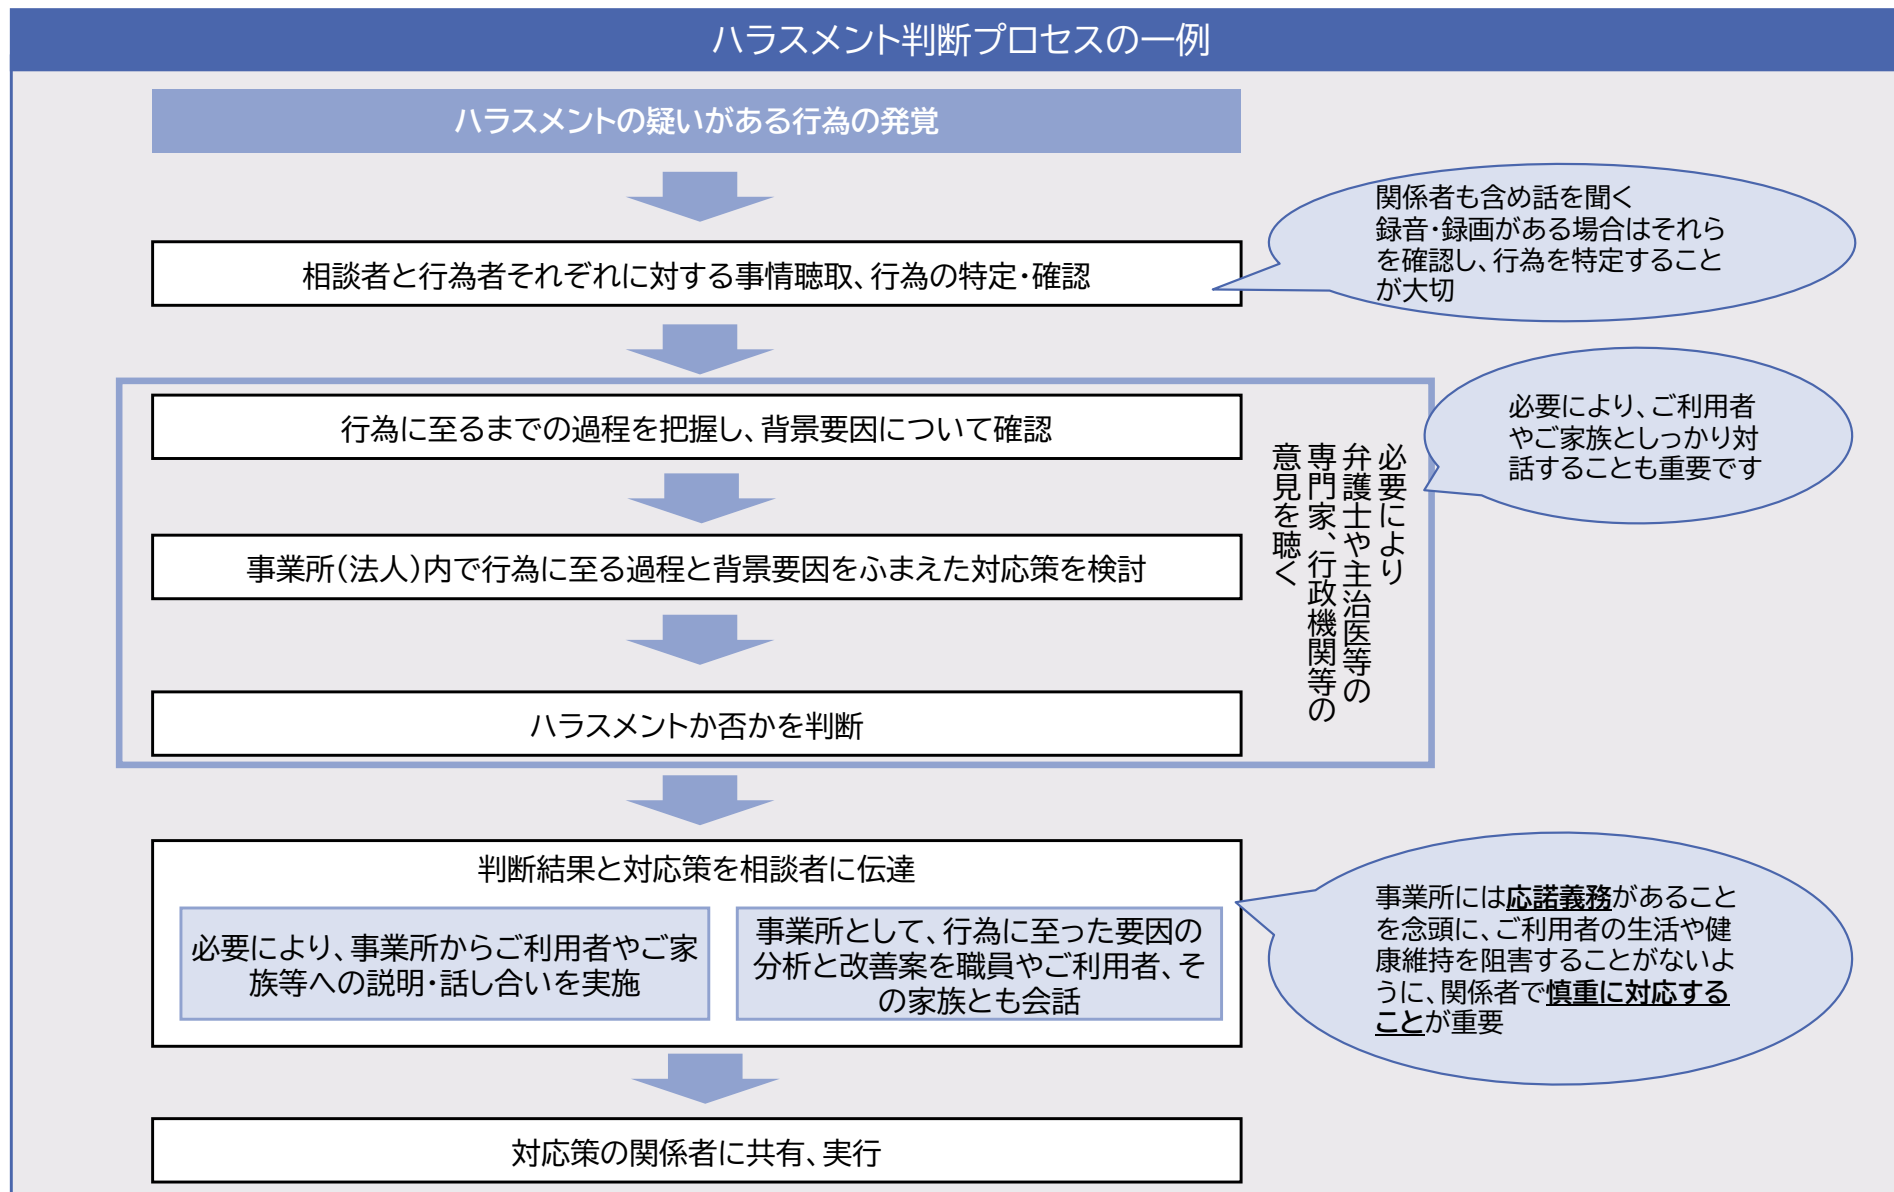 ハラスメント判断プロセスの一例
ハラスメントの疑いがある行為の発覚
相談者と行為者それぞれに対する事情聴取、行為の特定・確認
関係者も含め話を聞く
録音・録画がある場合はそれら
を確認し、行為を特定すること
が大切
行為に至るまでの過程を把握し、背景要因について確認
事業所(法人)内で行為に至る過程と背景要因をふまえた対応策を検討
ハラスメントか否かを判断
必要により
弁護士や主治医等の
専門家、行政機関等の
意見を聴く
必要により、ご利用者
やご家族としっかり対
話することも重要です
判断結果と対応策を相談者に伝達
必要により、事業所からご利用者やご家
族等への説明・話し合いを実施
事業所として、行為に至った要因の
分析と改善案を職員やご利用者、そ
の家族とも会話
事業所には応諾義務があること
を念頭に、ご利用者の生活や健
康維持を阻害することがないよ
うに、関係者で慎重に対応する
ことが重要
対応策の関係者に共有、実行